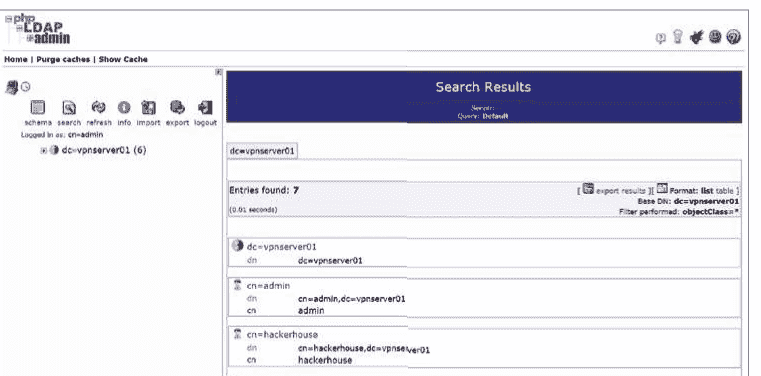 php
LDAP
admin
Home | Purge caches | Show Cache
schema search refresh info import export logout
Logged in as: cn=admin
dc=vpnserver01 (6)
Search Results
Query: Default
dc=vpnserver01
Entries found: 7
[ export results ][ Format: list table ]
Base DN: dc=vpnserver01
(0.01 seconds)
Filter performed: objectClass=*
dc=vpnserver01
dn dc=vpnserver01
cn=admin
dn cn=admin,dc=vpnserver01
cn admin
cn=hackerhouse
dn cn=hackerhouse,dc=vpnserver01
cn hackerhouse